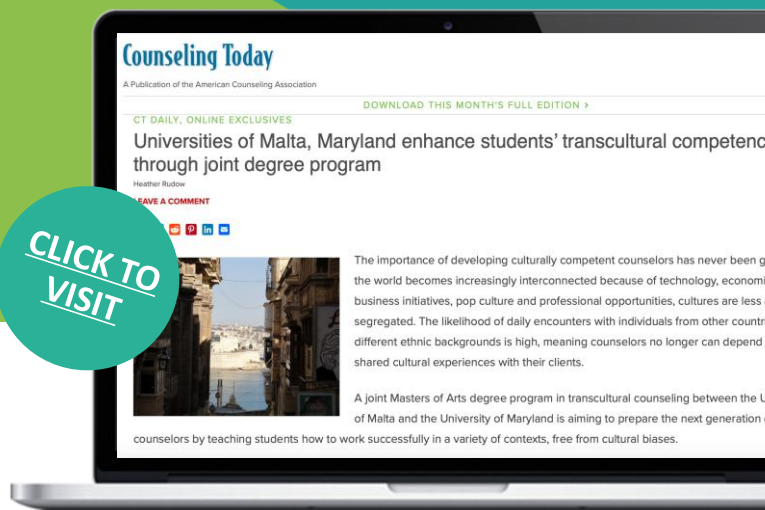 Counseling Today
A Publication of the American Counseling Association
DOWNLOAD THIS MONTH'S FULL EDITION >
CT DAILY, ONLINE EXCLUSIVES
Universities of Malta, Maryland enhance students' transcultural competenc
through joint degree program
Heather Rudow
EAVE A COMMENT
in
CLICK TO
VISIT
The importance of developing culturally competent counselors has never been g
the world becomes increasingly interconnected because of technology, economi
business initiatives, pop culture and professional opportunities, cultures are less
segregated. The likelihood of daily encounters with individuals from other countri
different ethnic backgrounds is high, meaning counselors no longer can depend
shared cultural experiences with their clients.
A joint Masters of Arts degree program in transcultural counseling between the U
of Malta and the University of Maryland is aiming to prepare the next generation
counselors by teaching students how to work successfully in a variety of contexts, free from cultural biases.